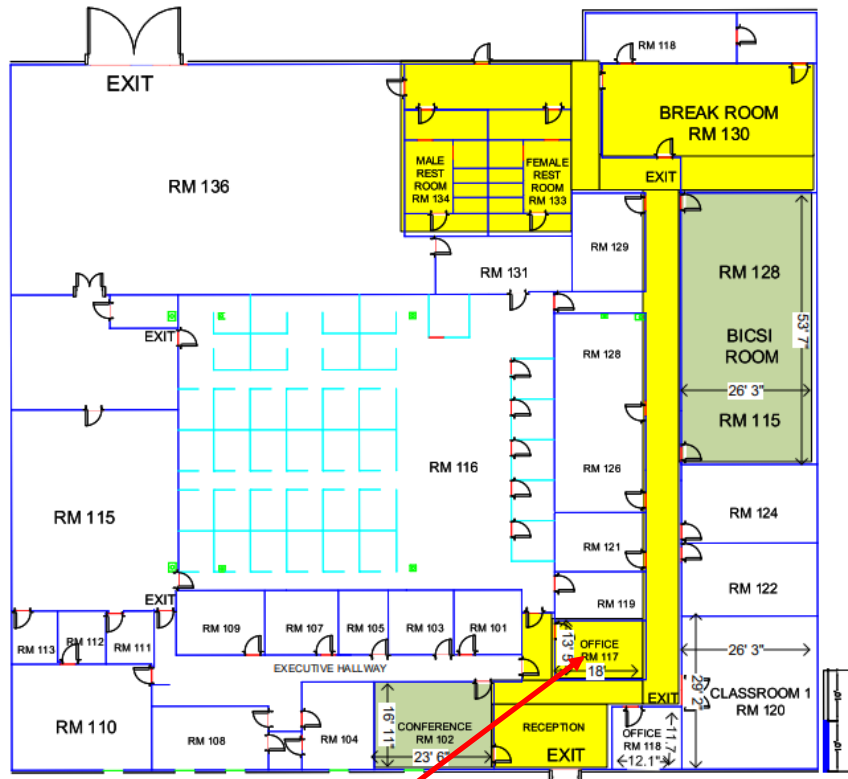 RM 118
EXIT
BREAK ROOM
RM 130
MALE
REST
ROOM
RM 134
FEMALE
REST
ROOM
RM 133
EXIT
RM 136
RM 129
RM 131
RM 128
BICSI
ROOM
53' 7"
26' 3"
RM 115
EXIT
RM 128
RM 116
RM 126
RM 115
RM 124
RM 121
RM 122
EXIT
RM 119
RM 109
RM 107
RM 105
RM 103
RM 101
RM 113
RM 112
RM 111
13' 5"
OFFICE
RM 117
18'
26' 3"
29' 2"
EXECUTIVE HALLWAY
EXIT
CLASSROOM 1
RM 120
RM 110
16' 11"
CONFERENCE
RM 102
23' 6"
RECEPTION
EXIT
OFFICE
RM 118
11.7'
12.1"
RM 108
RM 104